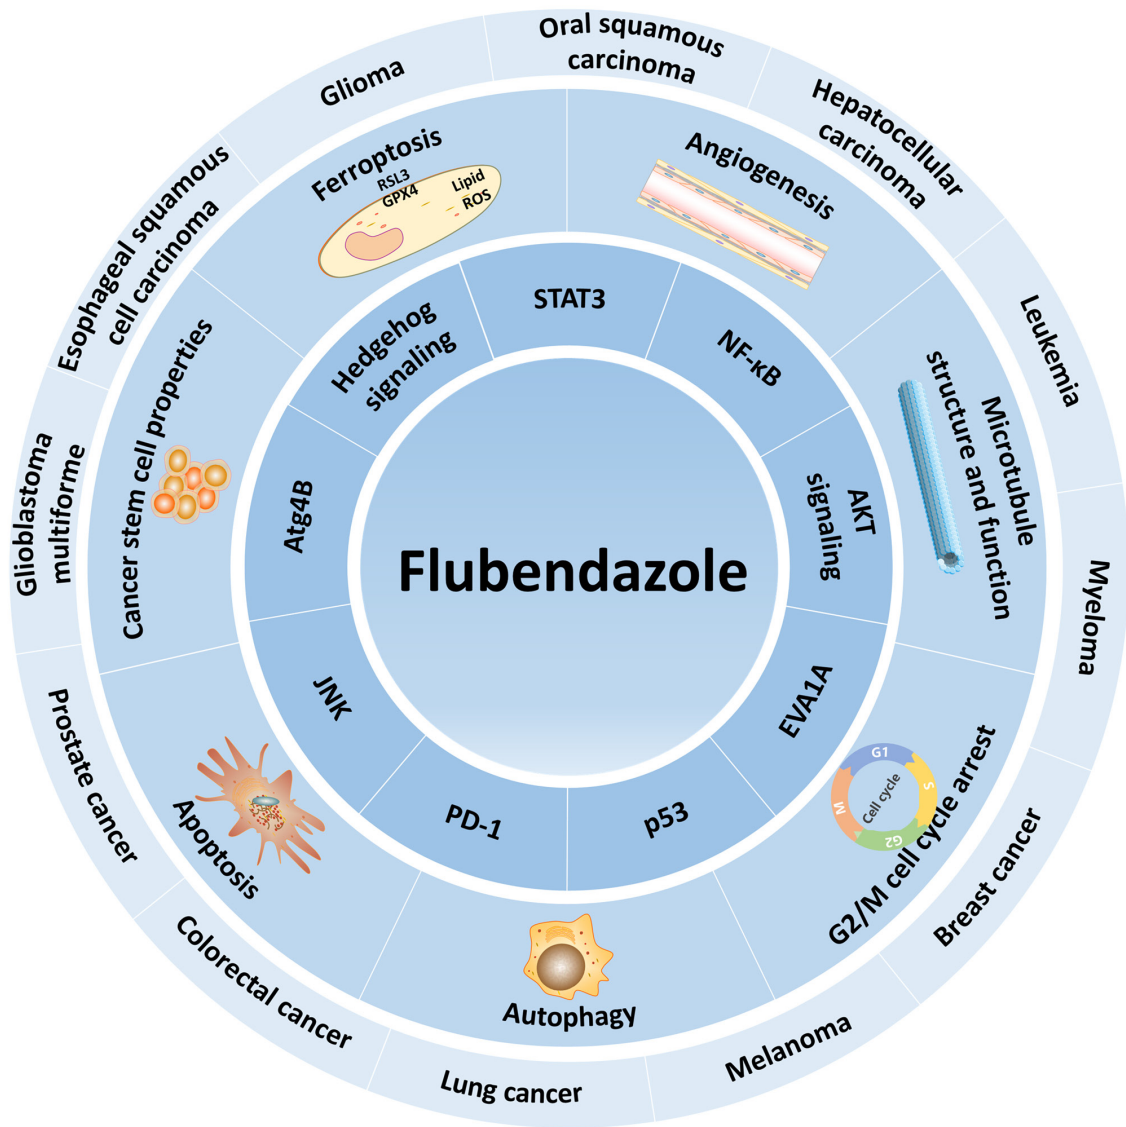 Oral squamous
carcinoma
Hepatocellular
carcinoma
Leukemia
Myeloma
Breast cancer
Melanoma
Lung cancer
Colorectal cancer
Prostate cancer
Glioblastoma
multiforme
Esophageal squamous
cell carcinoma
Glioma
Angiogenesis
Microtubule
structure and function
G2/M cell cycle arrest
G1
S
G2
M
Cell cycle
Autophagy
Apoptosis
Cancer stem cell properties
Ferroptosis
RSL3
GPX4
Lipid
ROS
STAT3
NF-κB
AKT
signaling
EVA1A
p53
PD-1
JNK
Atg4B
Hedgehog
signaling
Flubendazole